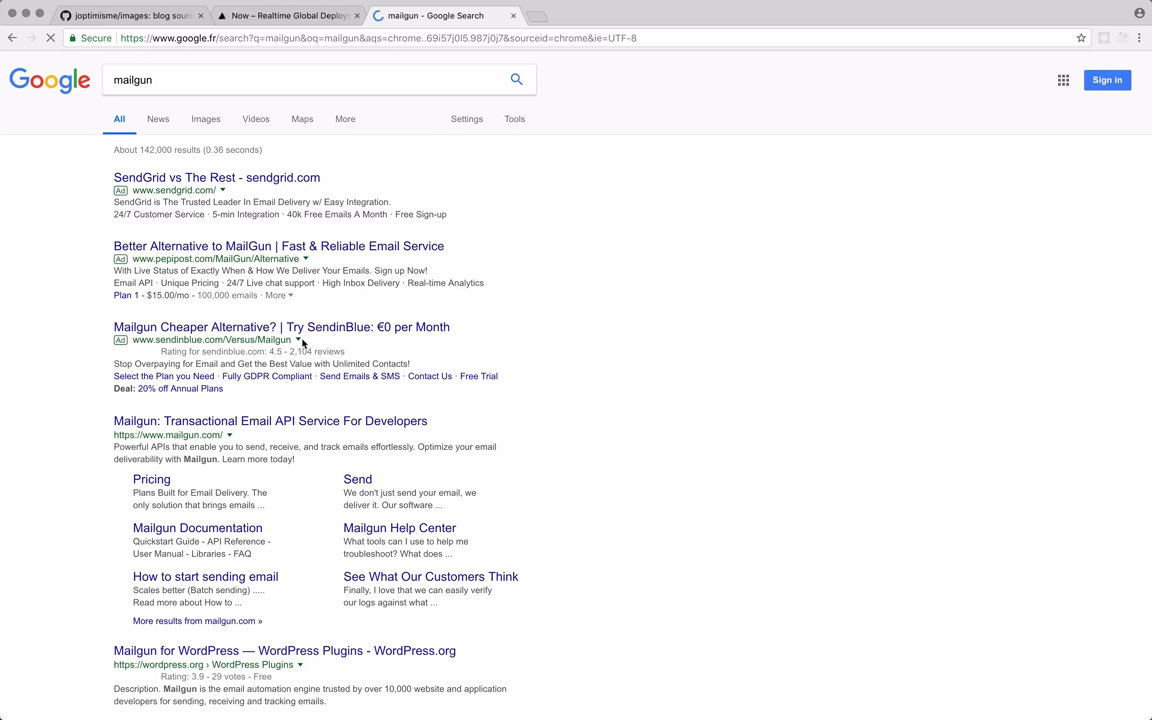 joptimisme/images: blog sourc
Now – Realtime Global Deploy
mailgun - Google Search
Secure
https://www.google.fr/search?q=mailgun&oq=mailgun&aqs=chrome..69i57j0l5.987j0j7&sourceid=chrome&ie=UTF-8
Google
mailgun
Sign in
All News Images Videos Maps More Settings Tools
About 142,000 results (0.36 seconds)
SendGrid vs The Rest - sendgrid.com
Ad www.sendgrid.com/
SendGrid is The Trusted Leader In Email Delivery w/ Easy Integration.
24/7 Customer Service · 5-min Integration · 40k Free Emails A Month · Free Sign-up
Better Alternative to MailGun | Fast & Reliable Email Service
Ad www.pepipost.com/MailGun/Alternative
With Live Status of Exactly When & How We Deliver Your Emails. Sign up Now!
Email API · Unique Pricing · 24/7 Live chat support · High Inbox Delivery · Real-time Analytics
Plan 1 - $15.00/mo - 100,000 emails · More
Mailgun Cheaper Alternative? | Try SendinBlue: €0 per Month
Ad www.sendinblue.com/Versus/Mailgun
Rating for sendinblue.com: 4.5 - 2,104 reviews
Stop Overpaying for Email and Get the Best Value with Unlimited Contacts!
Select the Plan you Need · Fully GDPR Compliant · Send Emails & SMS · Contact Us · Free Trial
Deal: 20% off Annual Plans
Mailgun: Transactional Email API Service For Developers
https://www.mailgun.com/
Powerful APIs that enable you to send, receive, and track emails effortlessly. Optimize your email
deliverability with Mailgun. Learn more today!
Pricing
Plans Built for Email Delivery. The
only solution that brings emails ...
Send
We don't just send your email, we
deliver it. Our software ...
Mailgun Documentation
Quickstart Guide - API Reference -
User Manual - Libraries - FAQ
Mailgun Help Center
What tools can I use to help me
troubleshoot? What does ...
How to start sending email
Scales better (Batch sending) .....
Read more about How to ...
See What Our Customers Think
Finally, I love that we can easily verify
our logs against what ...
More results from mailgun.com »
Mailgun for WordPress — WordPress Plugins - WordPress.org
https://wordpress.org › WordPress Plugins
Rating: 3.9 - 29 votes - Free
Description. Mailgun is the email automation engine trusted by over 10,000 website and application
developers for sending, receiving and tracking emails.